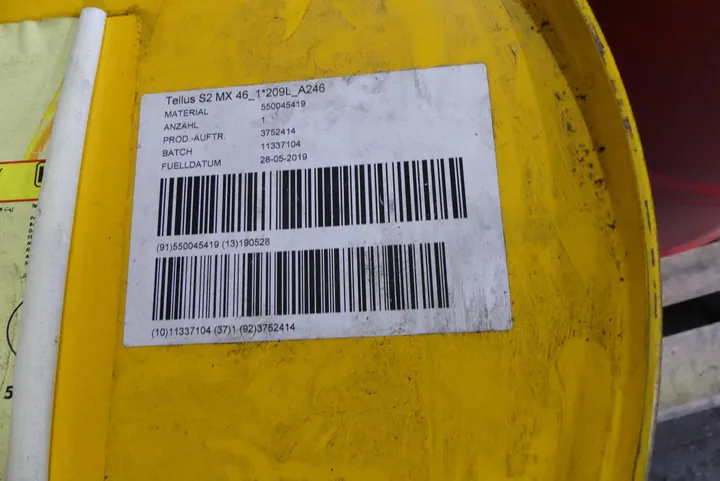 Tellus S2 MX 46_1*209L_A246
MATERIAL 550045419
ANZAHL 1
PROD.-AUFTR. 3752414
BATCH 11337104
FUELLDATUM 28-05-2019
(91)550045419 (13)190528
(10)11337104 (37)1 (92)3752414
5